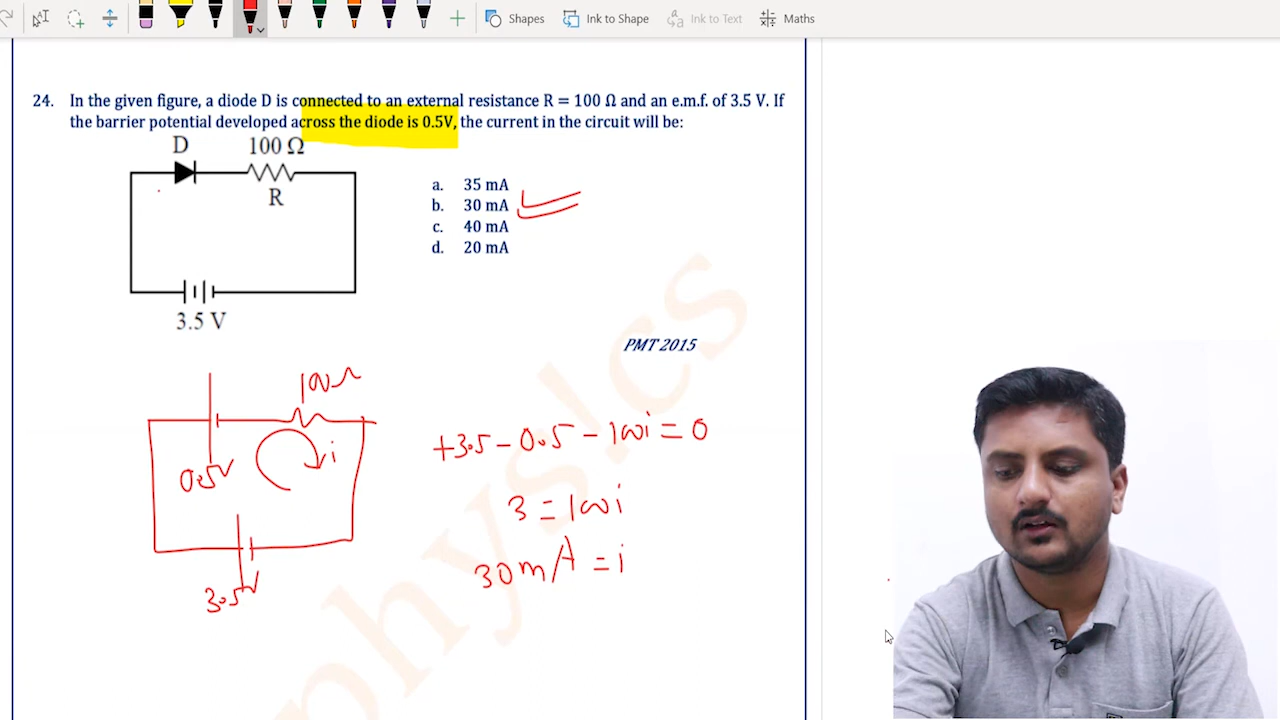 Shapes
Ink to Shape
Ink to Text
Maths
24. In the given figure, a diode D is connected to an external resistance R = 100 Ω and an e.m.f. of 3.5 V. If
the barrier potential developed across the diode is 0.5V, the current in the circuit will be:
D
100 Ω
R
3.5 V
a. 35 mA
b. 30 mA
c. 40 mA
d. 20 mA
PMT 2015
100Ω
0.5V
i
3.5V
+3.5 - 0.5 - 100i = 0
3 = 100i
30mA = i